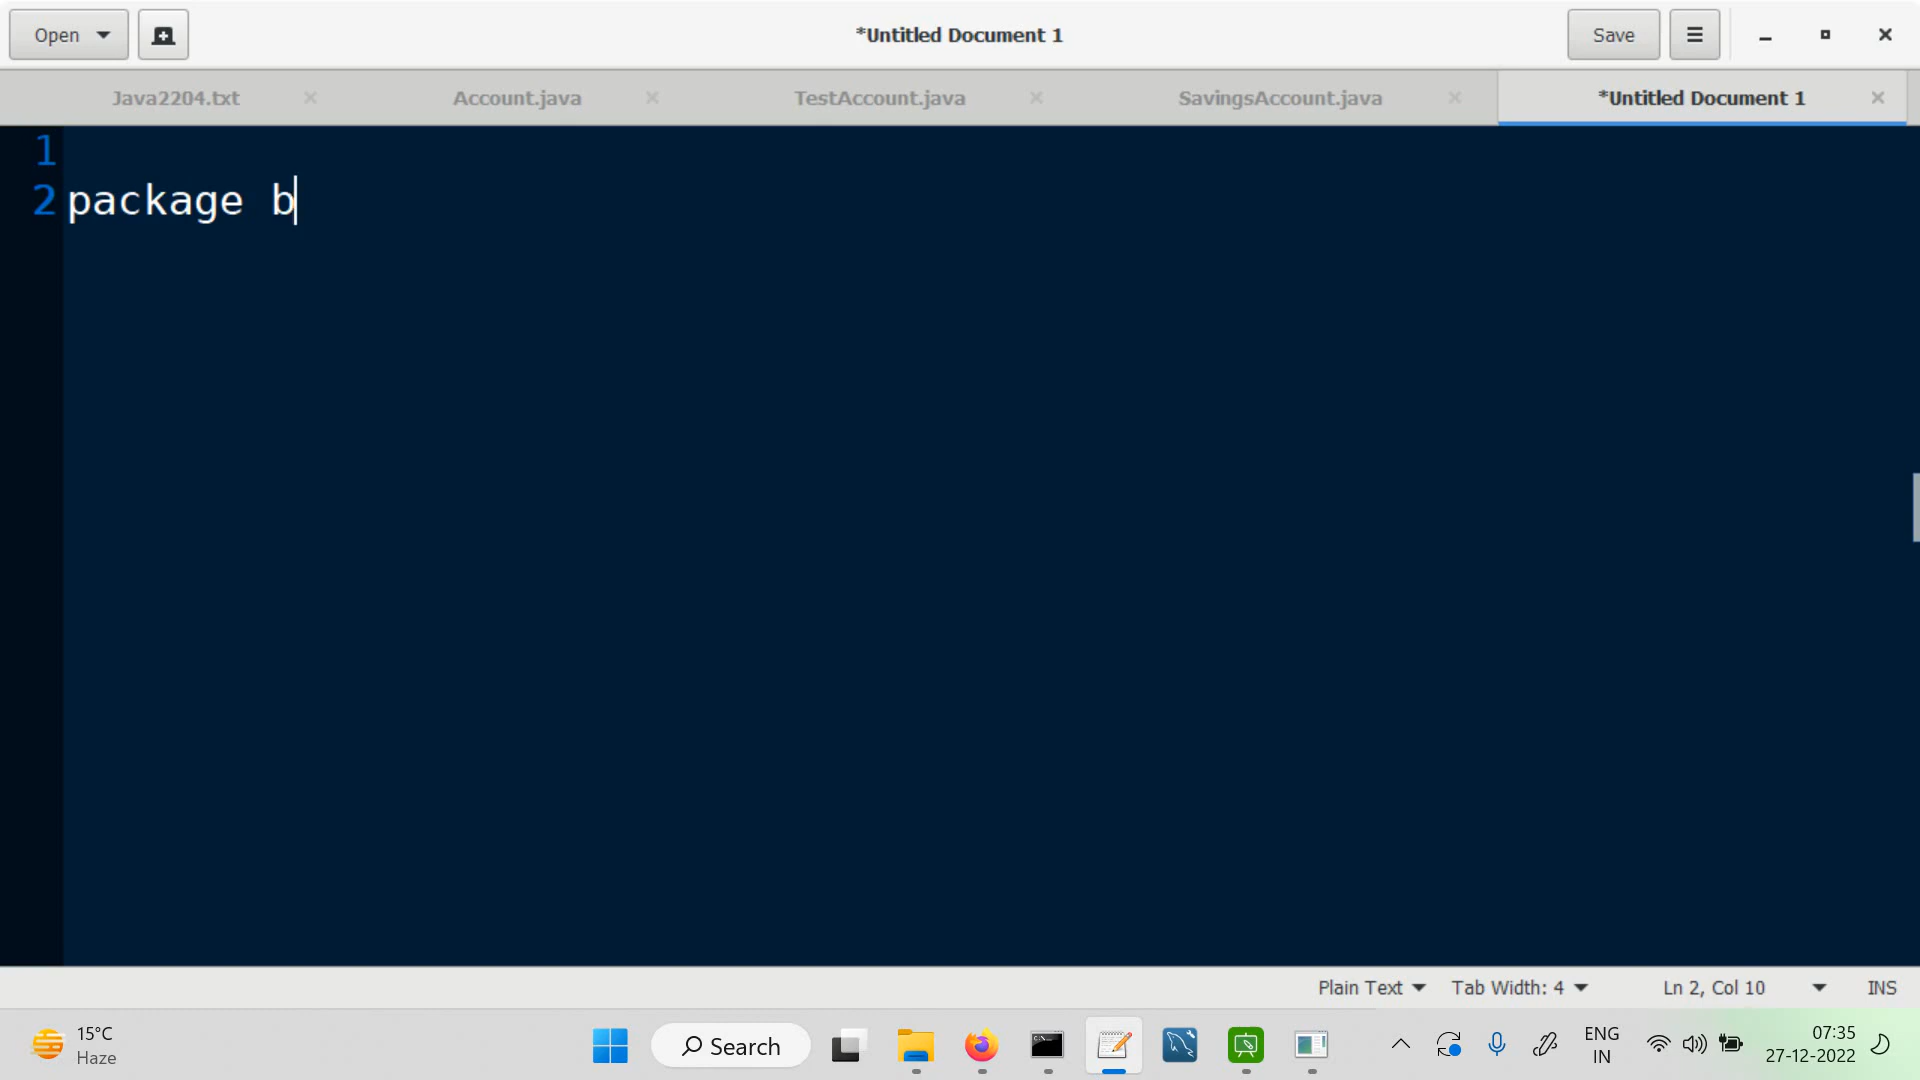 Open
*Untitled Document 1
Save
Java2204.txt
Account.java
TestAccount.java
SavingsAccount.java
*Untitled Document 1
1
2 package b
Plain Text
Tab Width: 4
Ln 2, Col 10
INS
15°C
Haze
Search
ENG
IN
07:35
27-12-2022